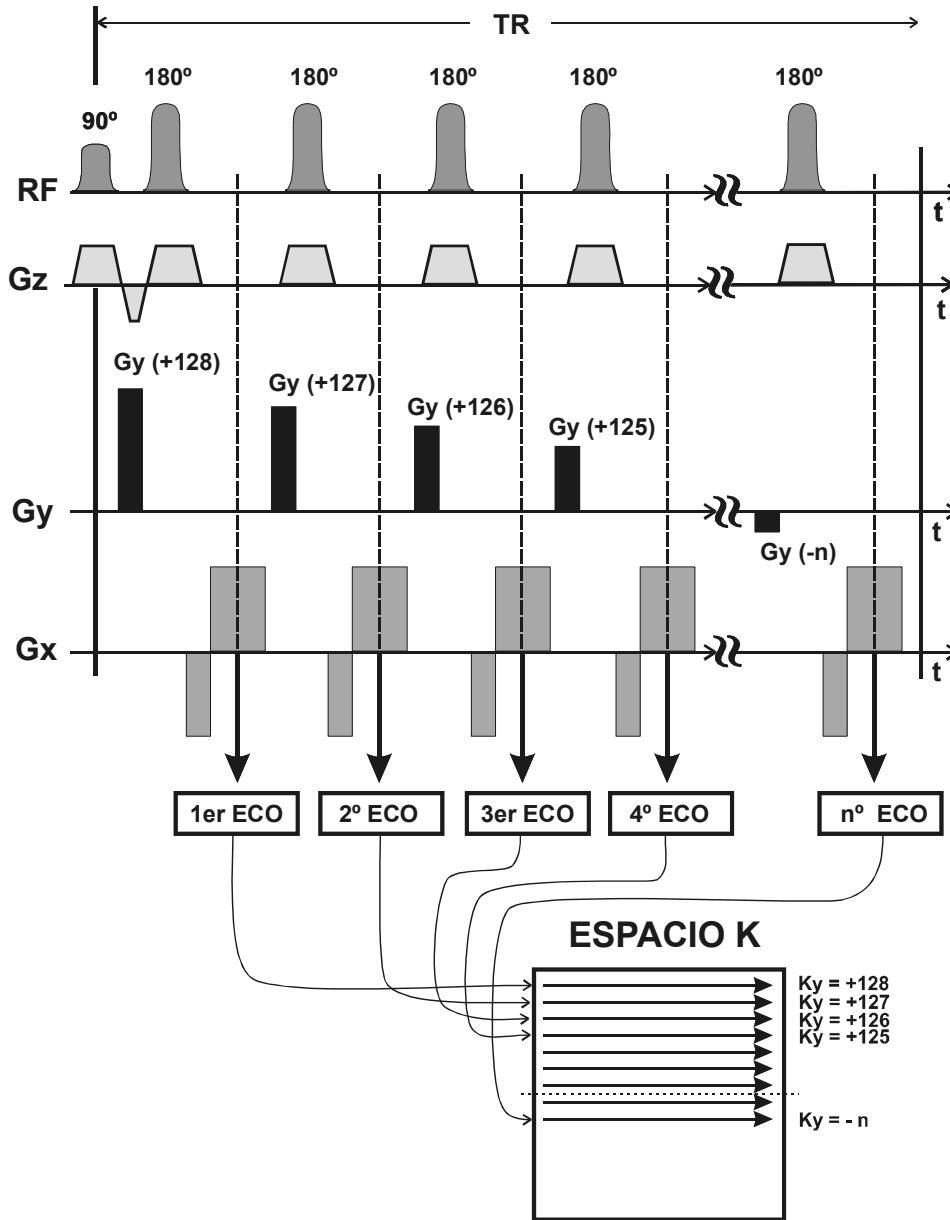 TR
180º 180º 180º 180º 180º
90º
RF
t
Gz
t
Gy (+128)
Gy (+127)
Gy (+126)
Gy (+125)
Gy
t
Gy (-n)
Gx
t
1er ECO 2º ECO 3er ECO 4º ECO nº ECO
ESPACIO K
Ky = +128
Ky = +127
Ky = +126
Ky = +125
Ky = - n